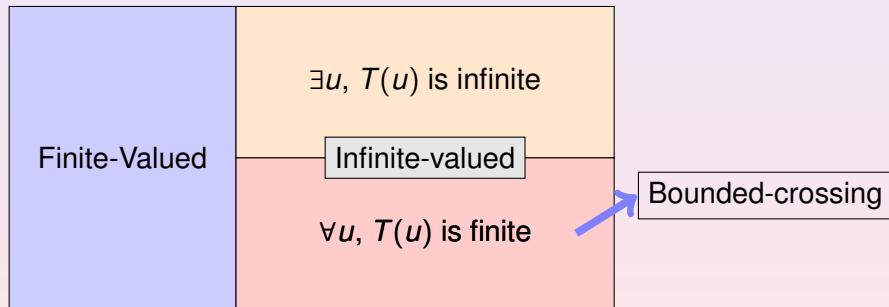 ∃u, T(u) is infinite
Finite-Valued
Infinite-valued
Bounded-crossing
∀u, T(u) is finite